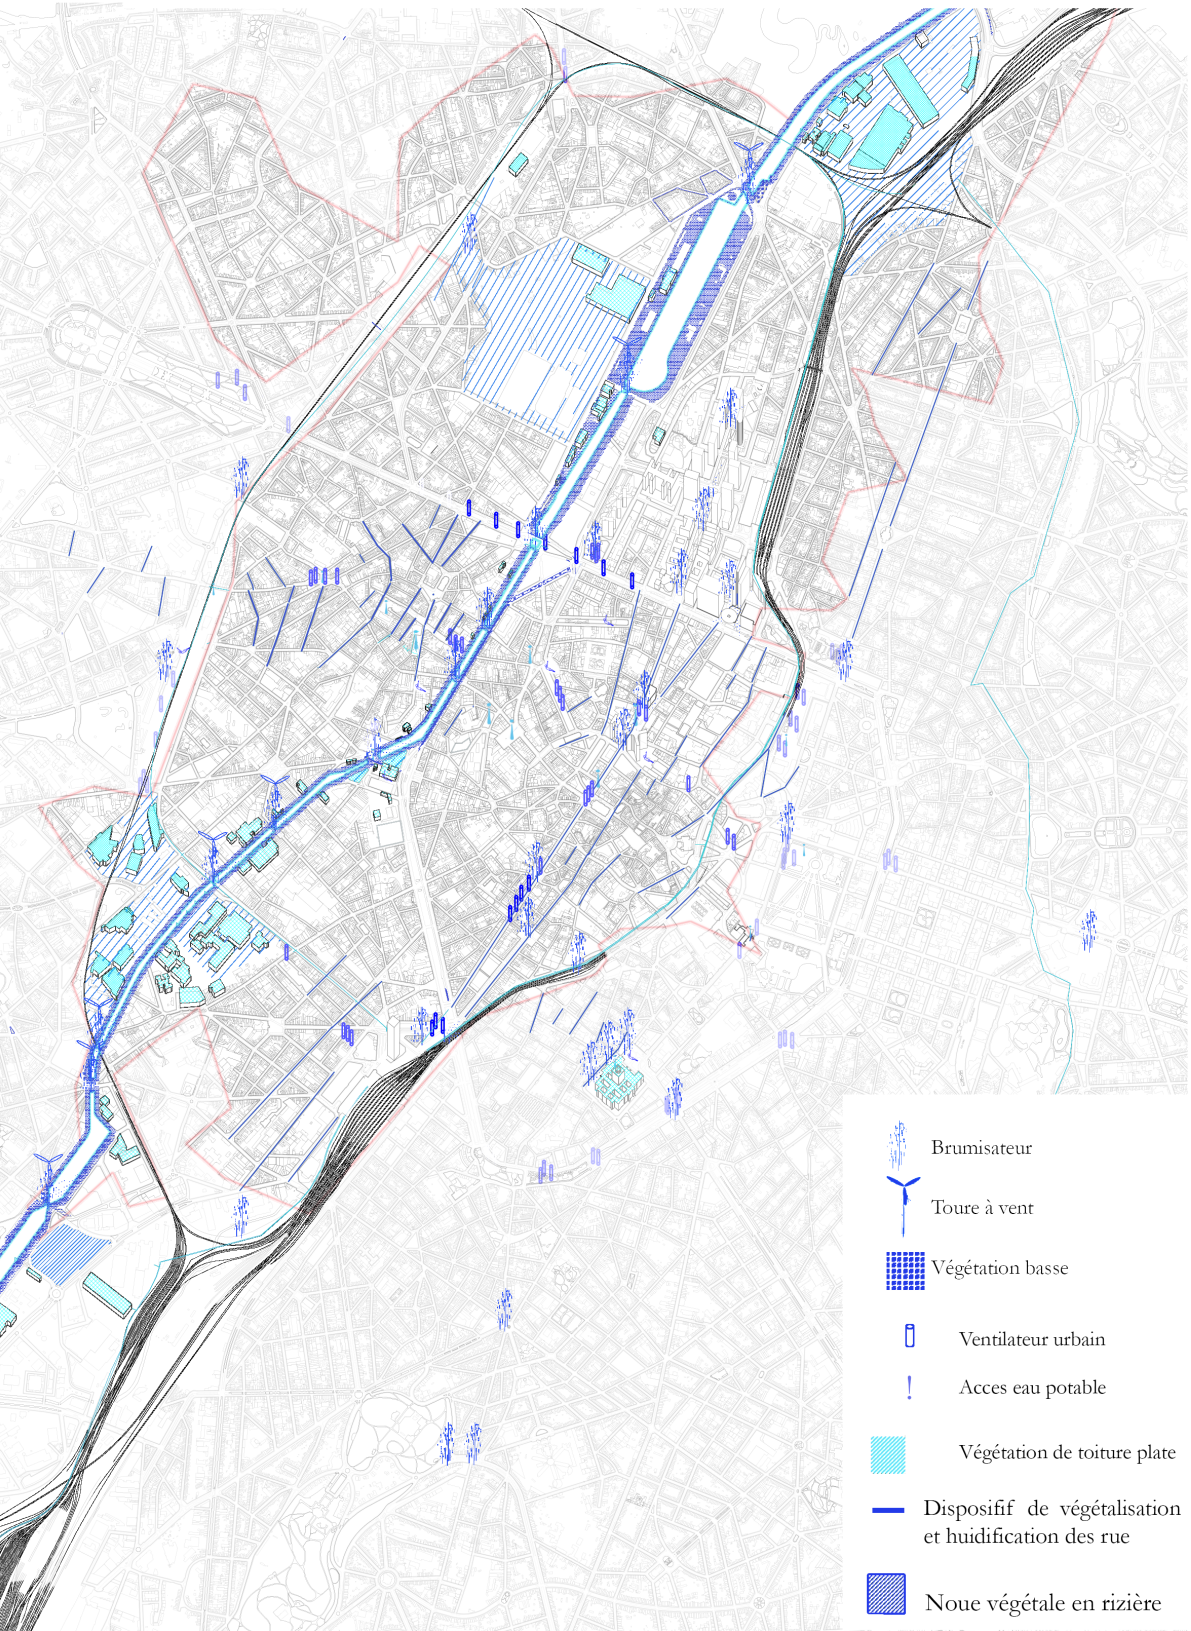 Brumisateur
Toure à vent
Végétation basse
Ventilateur urbain
Acces eau potable
Végétation de toiture plate
Disposifif de végétalisation
et huidification des rue
Noue végétale en rizière